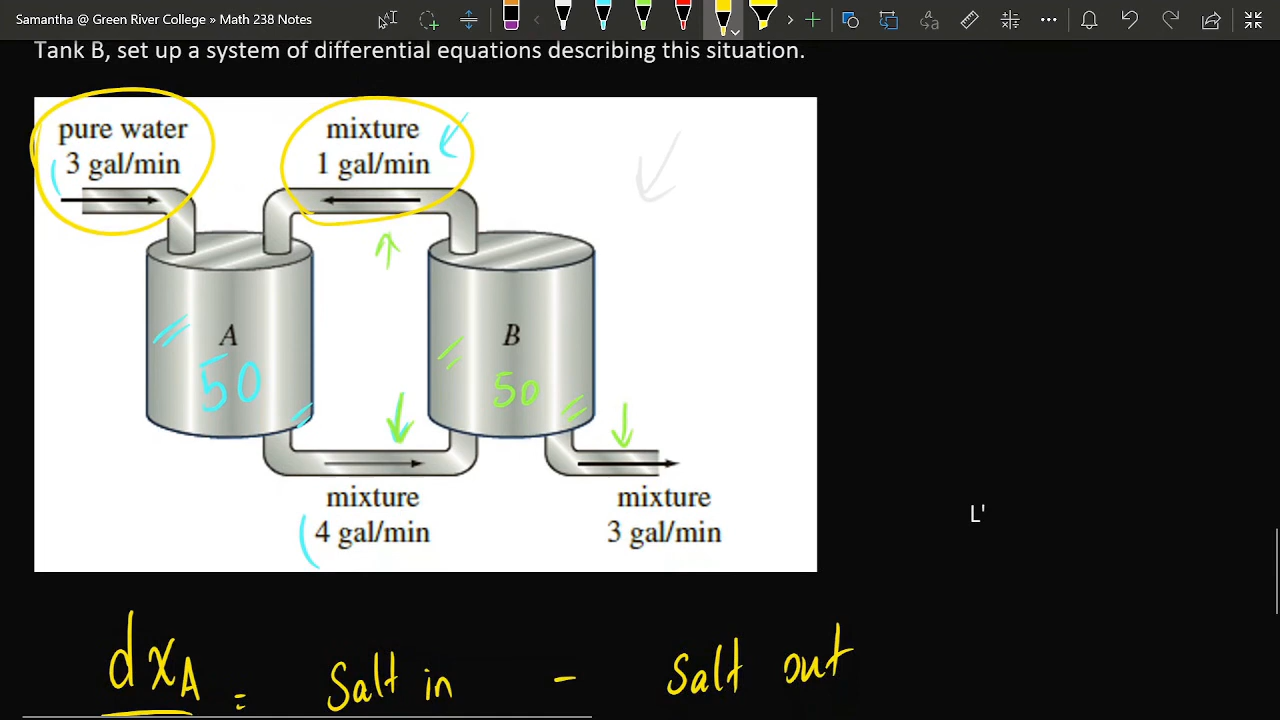 Samantha @ Green River College » Math 238 Notes
Tank B, set up a system of differential equations describing this situation.
pure water
3 gal/min
mixture
1 gal/min
A
50
B
50
mixture
4 gal/min
mixture
3 gal/min
L'
dxA = Salt in - Salt out